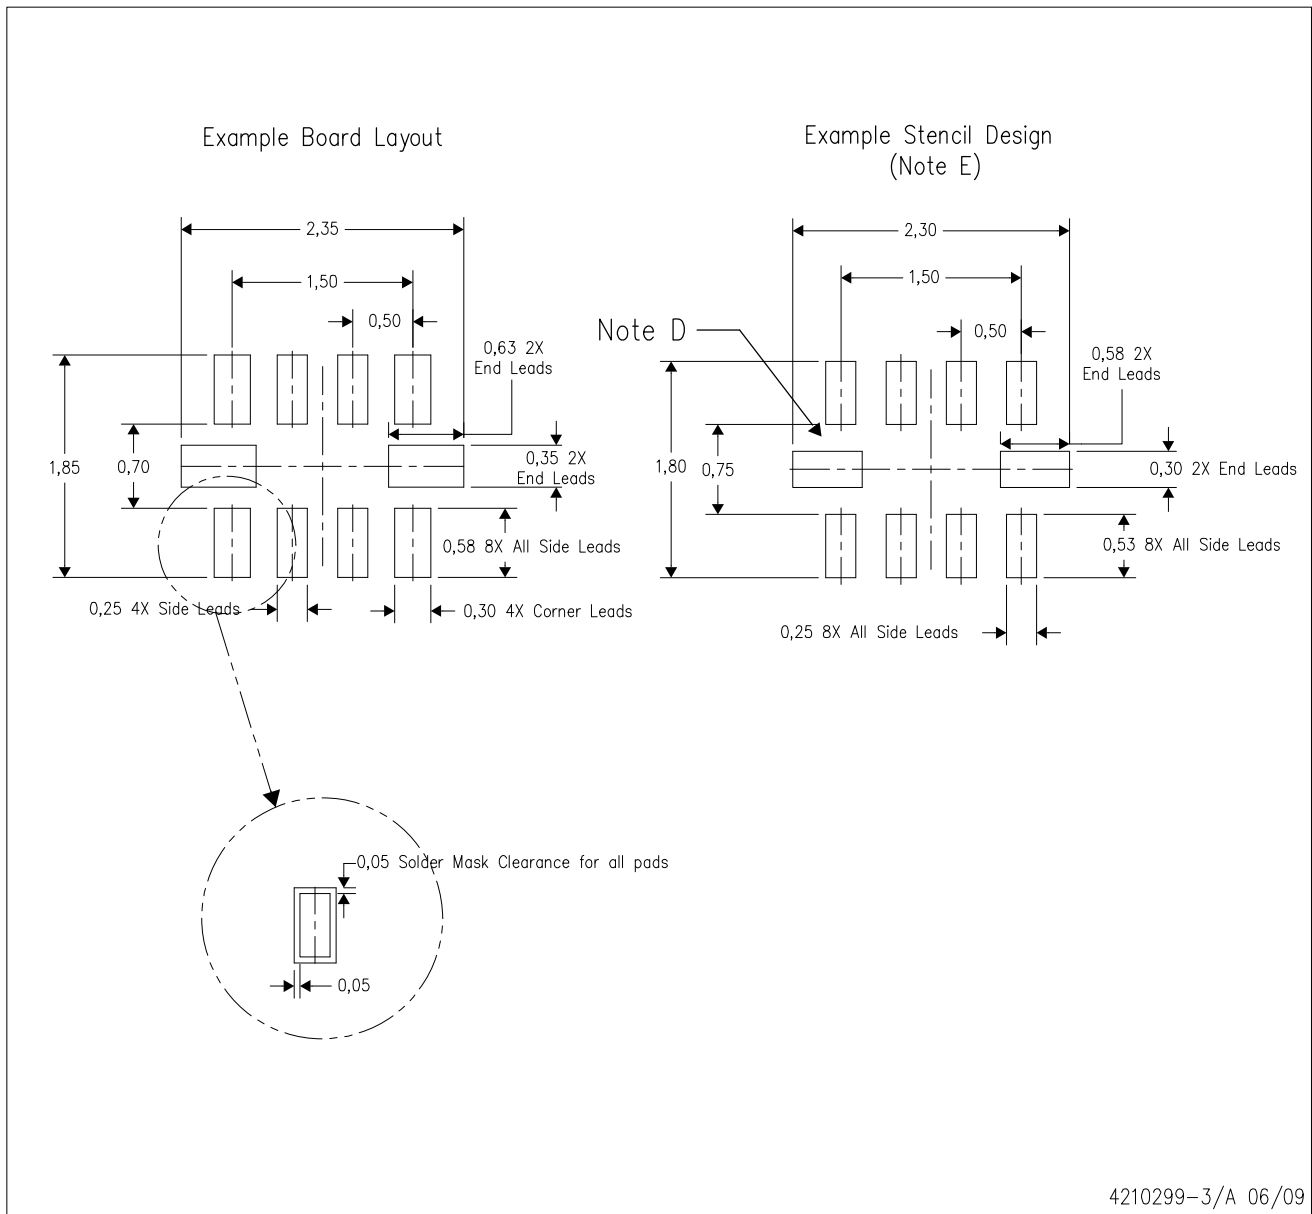 Example Board Layout
2,35
1,50
0,50
0,63 2X
End Leads
1,85
0,70
0,35 2X
End Leads
0,58 8X All Side Leads
0,25 4X Side Leads
0,30 4X Corner Leads
Example Stencil Design
(Note E)
2,30
1,50
0,50
Note D
0,58 2X
End Leads
1,80
0,75
0,30 2X End Leads
0,53 8X All Side Leads
0,25 8X All Side Leads
0,05 Solder Mask Clearance for all pads
0,05
4210299-3/A 06/09